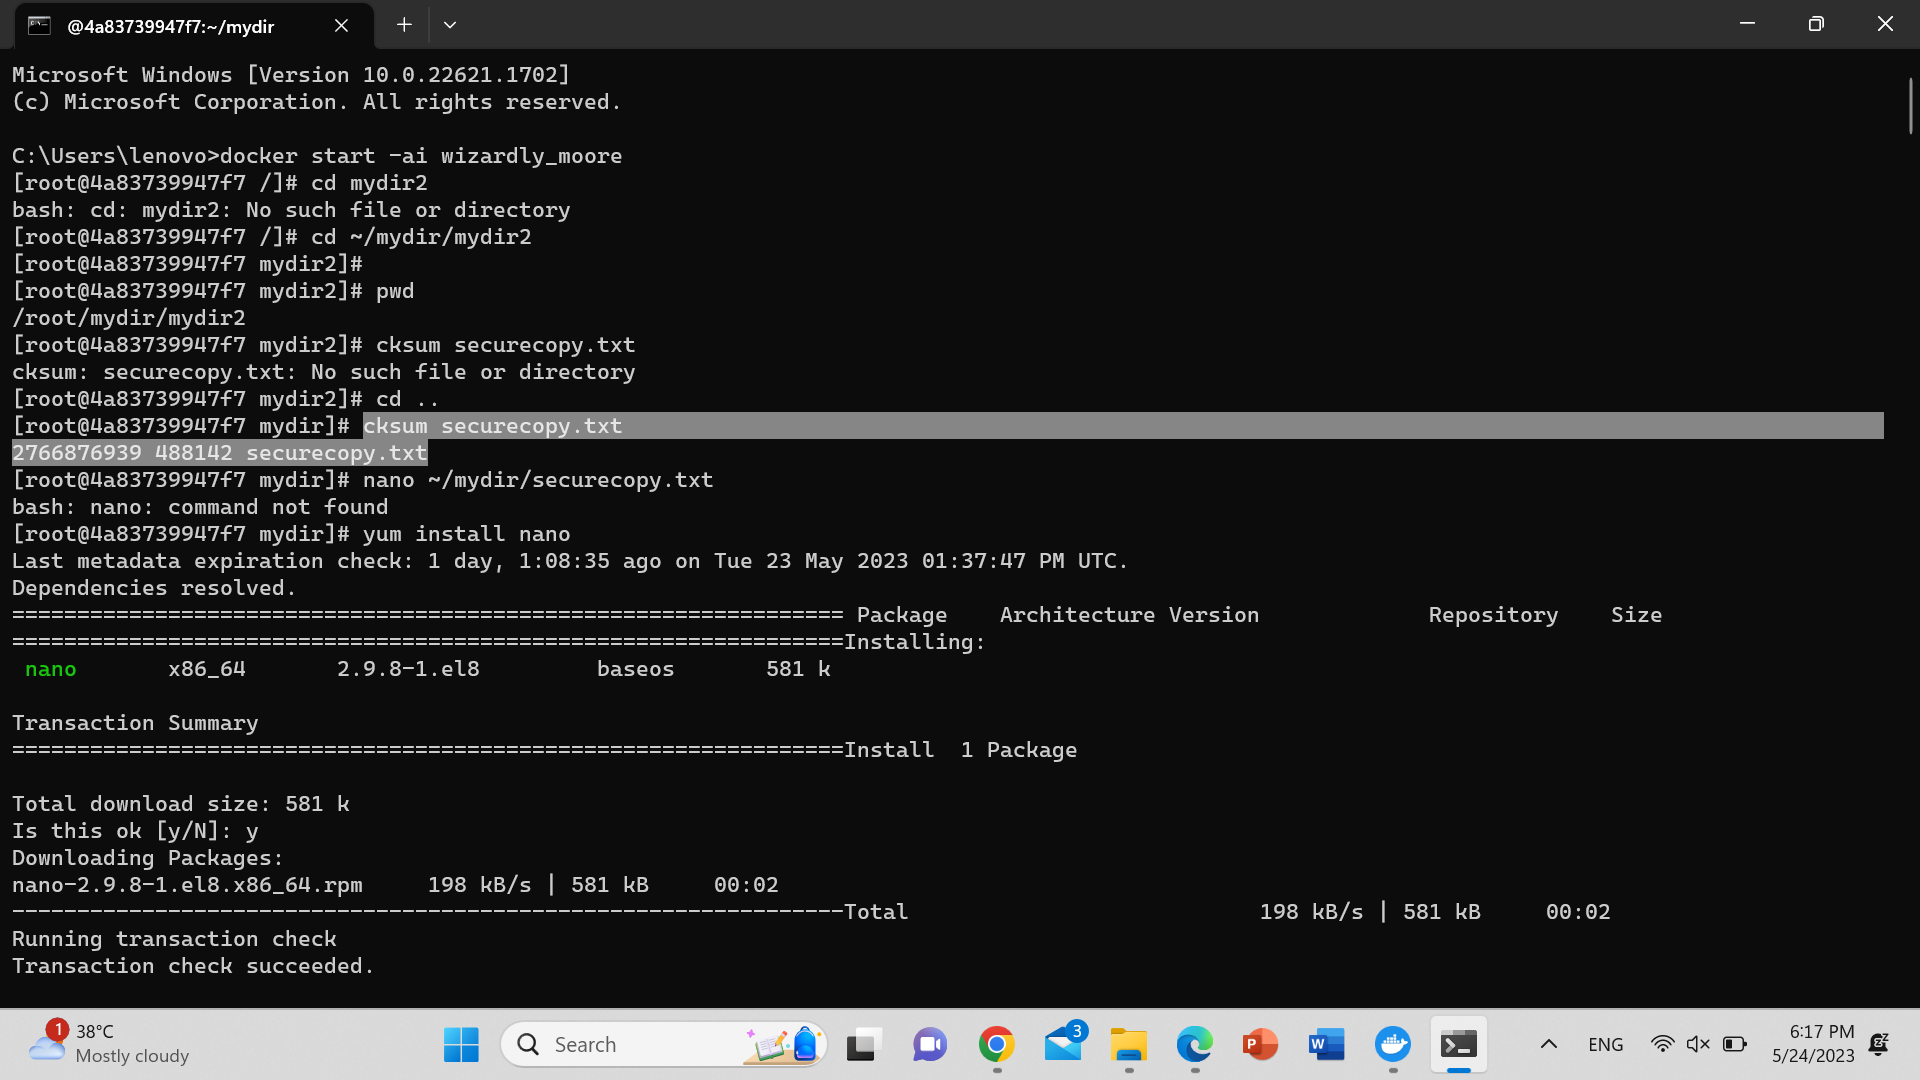 @4a83739947f7:~/mydir
Microsoft Windows [Version 10.0.22621.1702]
(c) Microsoft Corporation. All rights reserved.
C:\Users\lenovo>docker start -ai wizardly_moore
[root@4a83739947f7 /]# cd mydir2
bash: cd: mydir2: No such file or directory
[root@4a83739947f7 /]# cd ~/mydir/mydir2
[root@4a83739947f7 mydir2]#
[root@4a83739947f7 mydir2]# pwd
/root/mydir/mydir2
[root@4a83739947f7 mydir2]# cksum securecopy.txt
cksum: securecopy.txt: No such file or directory
[root@4a83739947f7 mydir2]# cd ..
[root@4a83739947f7 mydir]# cksum securecopy.txt
2766876939 488142 securecopy.txt
[root@4a83739947f7 mydir]# nano ~/mydir/securecopy.txt
bash: nano: command not found
[root@4a83739947f7 mydir]# yum install nano
Last metadata expiration check: 1 day, 1:08:35 ago on Tue 23 May 2023 01:37:47 PM UTC.
Dependencies resolved.
================================================================ Package    Architecture Version             Repository    Size
================================================================Installing:
 nano       x86_64       2.9.8-1.el8         baseos       581 k
Transaction Summary
================================================================Install  1 Package
Total download size: 581 k
Is this ok [y/N]: y
Downloading Packages:
nano-2.9.8-1.el8.x86_64.rpm     198 kB/s | 581 kB     00:02
----------------------------------------------------------------Total                           198 kB/s | 581 kB     00:02
Running transaction check
Transaction check succeeded.
1
38°C
Mostly cloudy
Search
3
P
W
ENG
6:17 PM
5/24/2023